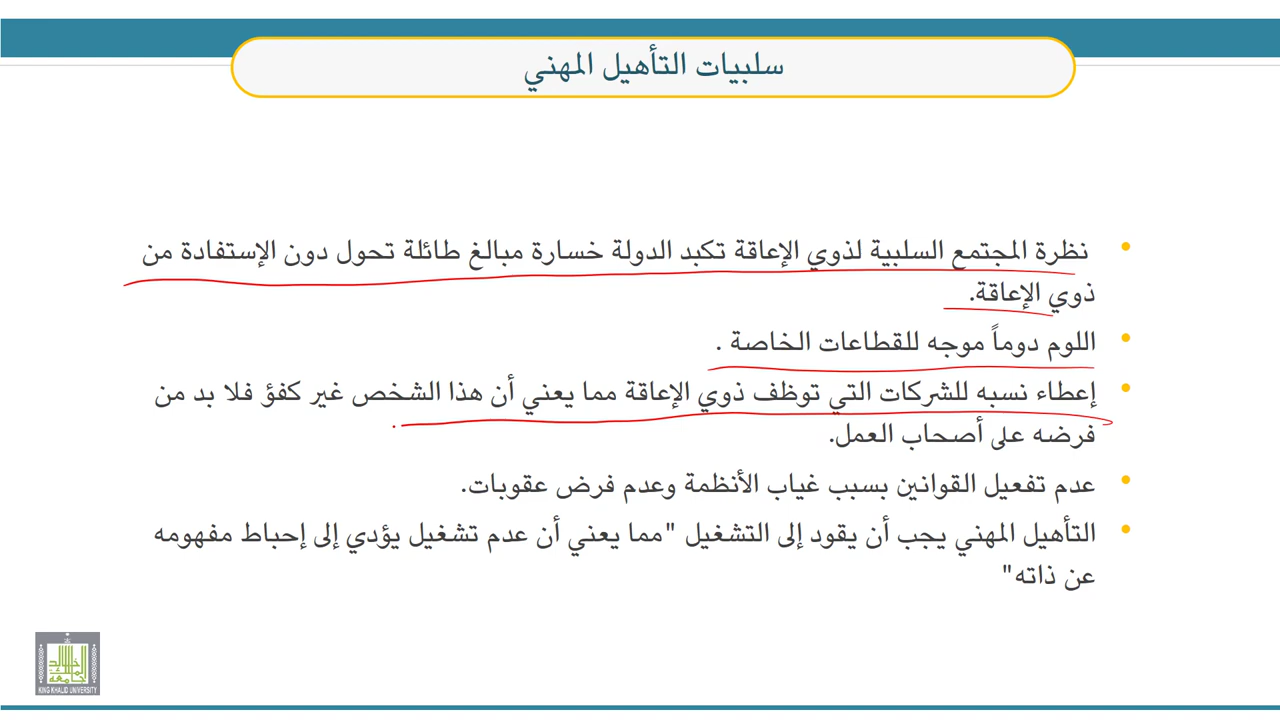 سلبيات التأهيل المهني
• نظرة المجتمع السلبية لذوي الإعاقة تكبد الدولة خسارة مبالغ طائلة تحول دون الإستفادة من
ذوي الإعاقة.
• اللوم دوماً موجه للقطاعات الخاصة .
• إعطاء نسبه للشركات التي توظف ذوي الإعاقة مما يعني أن هذا الشخص غير كفؤ فلا بد من
فرضه على أصحاب العمل.
• عدم تفعيل القوانين بسبب غياب الأنظمة وعدم فرض عقوبات.
• التأهيل المهني يجب أن يقود إلى التشغيل "مما يعني أن عدم تشغيل يؤدي إلى إحباط مفهومه
عن ذاته"
KING KHALID UNIVERSITY